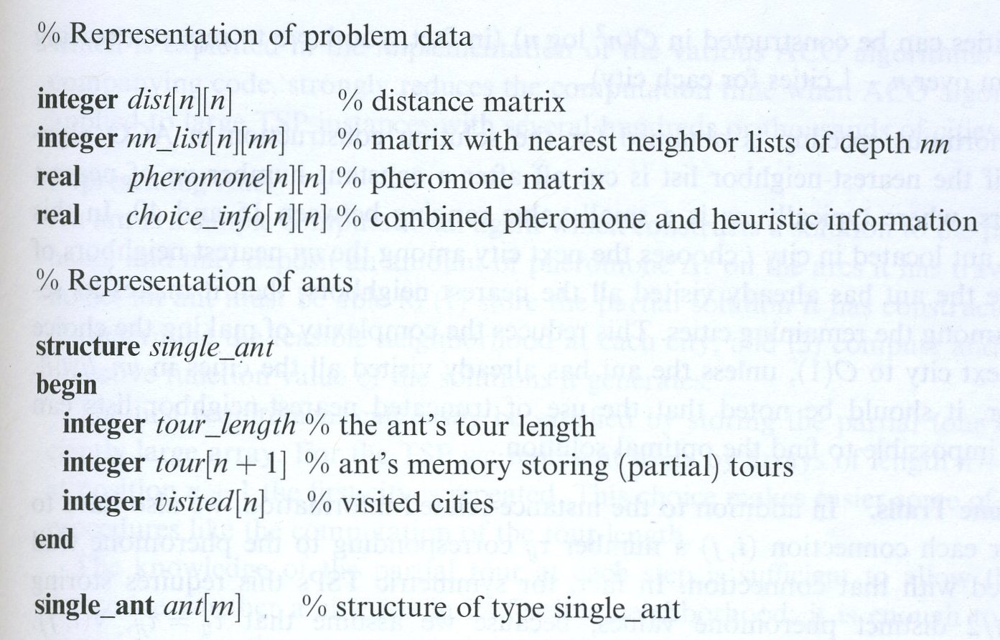 % Representation of problem data
integer dist[n][n] % distance matrix
integer nn_list[n][nn] % matrix with nearest neighbor lists of depth nn
real pheromone[n][n] % pheromone matrix
real choice_info[n][n] % combined pheromone and heuristic information
% Representation of ants
structure single_ant
begin
integer tour_length % the ant's tour length
integer tour[n + 1] % ant's memory storing (partial) tours
integer visited[n] % visited cities
end
single_ant ant[m] % structure of type single_ant